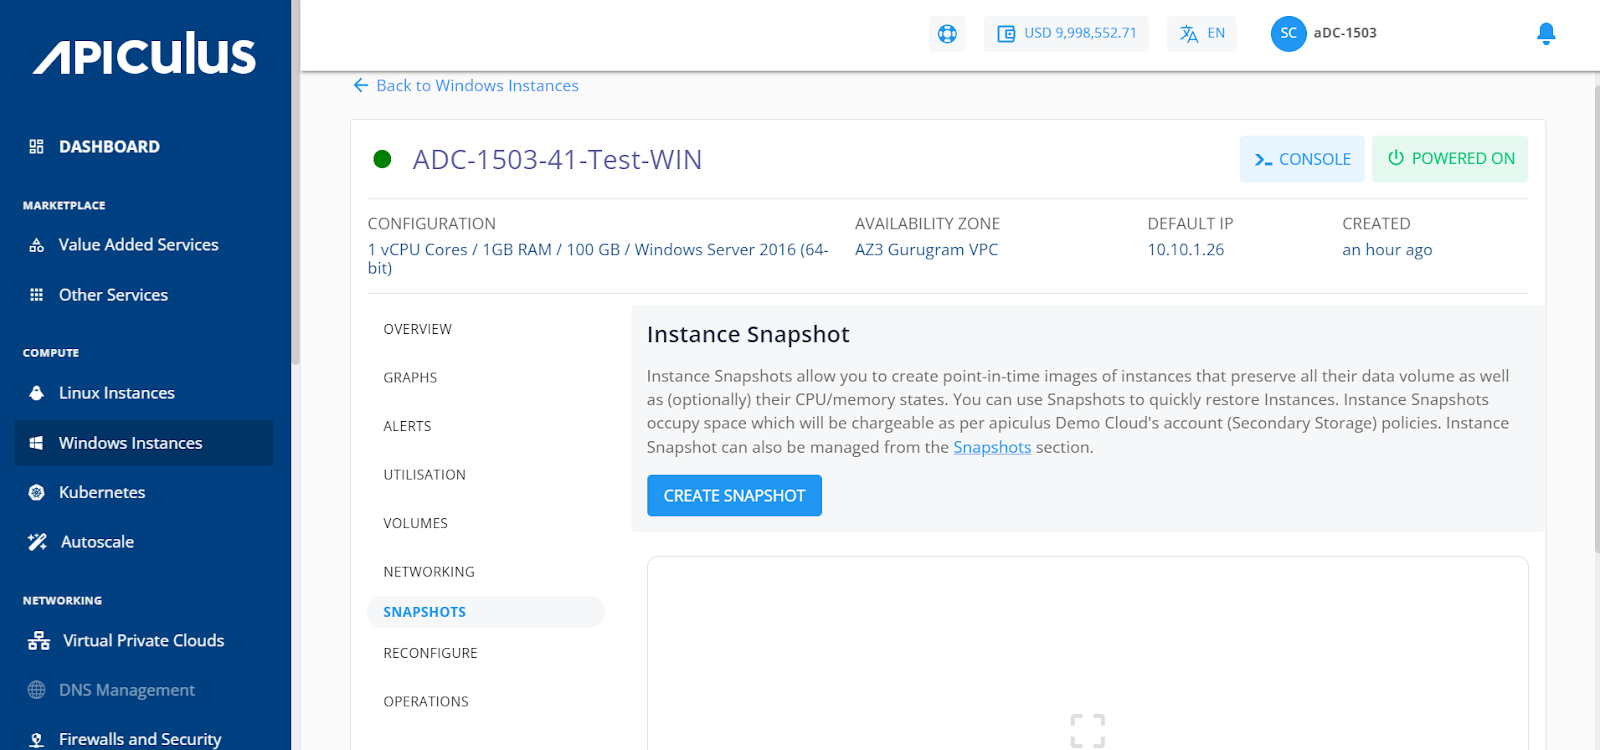 APICULUS
USD 9,998,552.71
EN
SC
aDC-1503
DASHBOARD
MARKETPLACE
Value Added Services
Other Services
COMPUTE
Linux Instances
Windows Instances
Kubernetes
Autoscale
NETWORKING
Virtual Private Clouds
DNS Management
Firewalls and Security
Back to Windows Instances
ADC-1503-41-Test-WIN
CONSOLE
POWERED ON
CONFIGURATION
1 vCPU Cores / 1GB RAM / 100 GB / Windows Server 2016 (64-
bit)
AVAILABILITY ZONE
AZ3 Gurugram VPC
DEFAULT IP
10.10.1.26
CREATED
an hour ago
OVERVIEW
GRAPHS
ALERTS
UTILISATION
VOLUMES
NETWORKING
SNAPSHOTS
RECONFIGURE
OPERATIONS
Instance Snapshot
Instance Snapshots allow you to create point-in-time images of instances that preserve all their data volume as well
as (optionally) their CPU/memory states. You can use Snapshots to quickly restore Instances. Instance Snapshots
occupy space which will be chargeable as per apiculus Demo Cloud's account (Secondary Storage) policies. Instance
Snapshot can also be managed from the Snapshots section.
CREATE SNAPSHOT